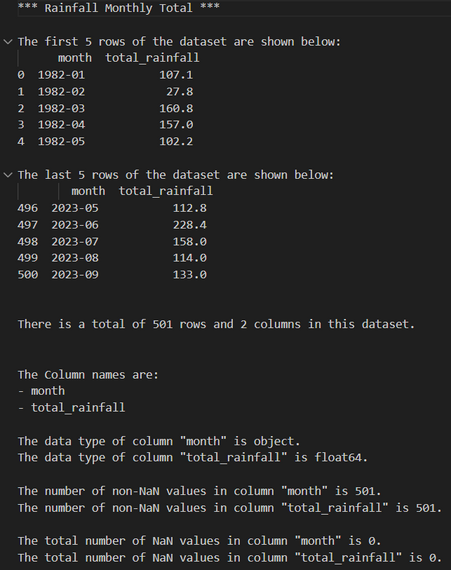 *** Rainfall Monthly Total ***
The first 5 rows of the dataset are shown below:
month total_rainfall
0 1982-01 107.1
1 1982-02 27.8
2 1982-03 160.8
3 1982-04 157.0
4 1982-05 102.2
The last 5 rows of the dataset are shown below:
month total_rainfall
496 2023-05 112.8
497 2023-06 228.4
498 2023-07 158.0
499 2023-08 114.0
500 2023-09 133.0
There is a total of 501 rows and 2 columns in this dataset.
The Column names are:
- month
- total_rainfall
The data type of column "month" is object.
The data type of column "total_rainfall" is float64.
The number of non-NaN values in column "month" is 501.
The number of non-NaN values in column "total_rainfall" is 501.
The total number of NaN values in column "month" is 0.
The total number of NaN values in column "total_rainfall" is 0.